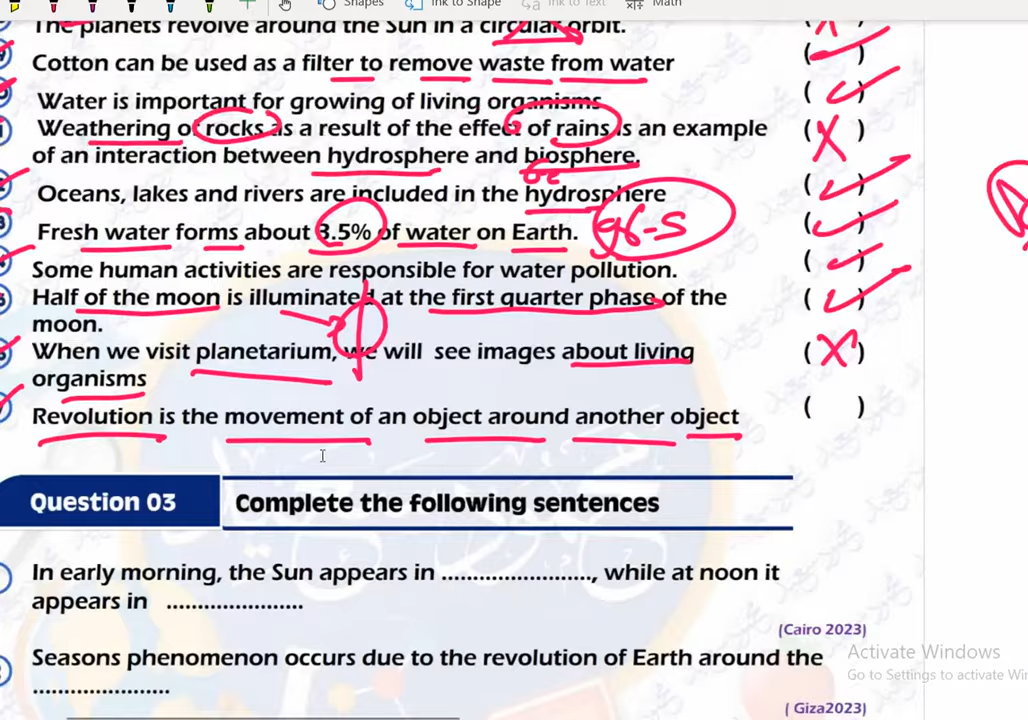 Shapes Ink to Shape Ink to Text Math
The planets revolve around the Sun in a circular orbit. ( X )
Cotton can be used as a filter to remove waste from water ( ✓ )
Water is important for growing of living organisms ( ✓ )
Weathering of rocks as a result of the effect of rains is an example ( X )
of an interaction between hydrosphere and biosphere.
Oceans, lakes and rivers are included in the hydrosphere ( ✓ )
Fresh water forms about 3.5% of water on Earth. 96-5 ( ✓ )
Some human activities are responsible for water pollution. ( ✓ )
Half of the moon is illuminated at the first quarter phase of the ( ✓ )
moon.
When we visit planetarium, we will see images about living ( X )
organisms
Revolution is the movement of an object around another object ( )
Question 03 Complete the following sentences
In early morning, the Sun appears in ......................, while at noon it
appears in ....................
(Cairo 2023)
Seasons phenomenon occurs due to the revolution of Earth around the
....................
( Giza2023)
Activate Windows
Go to Settings to activate Win